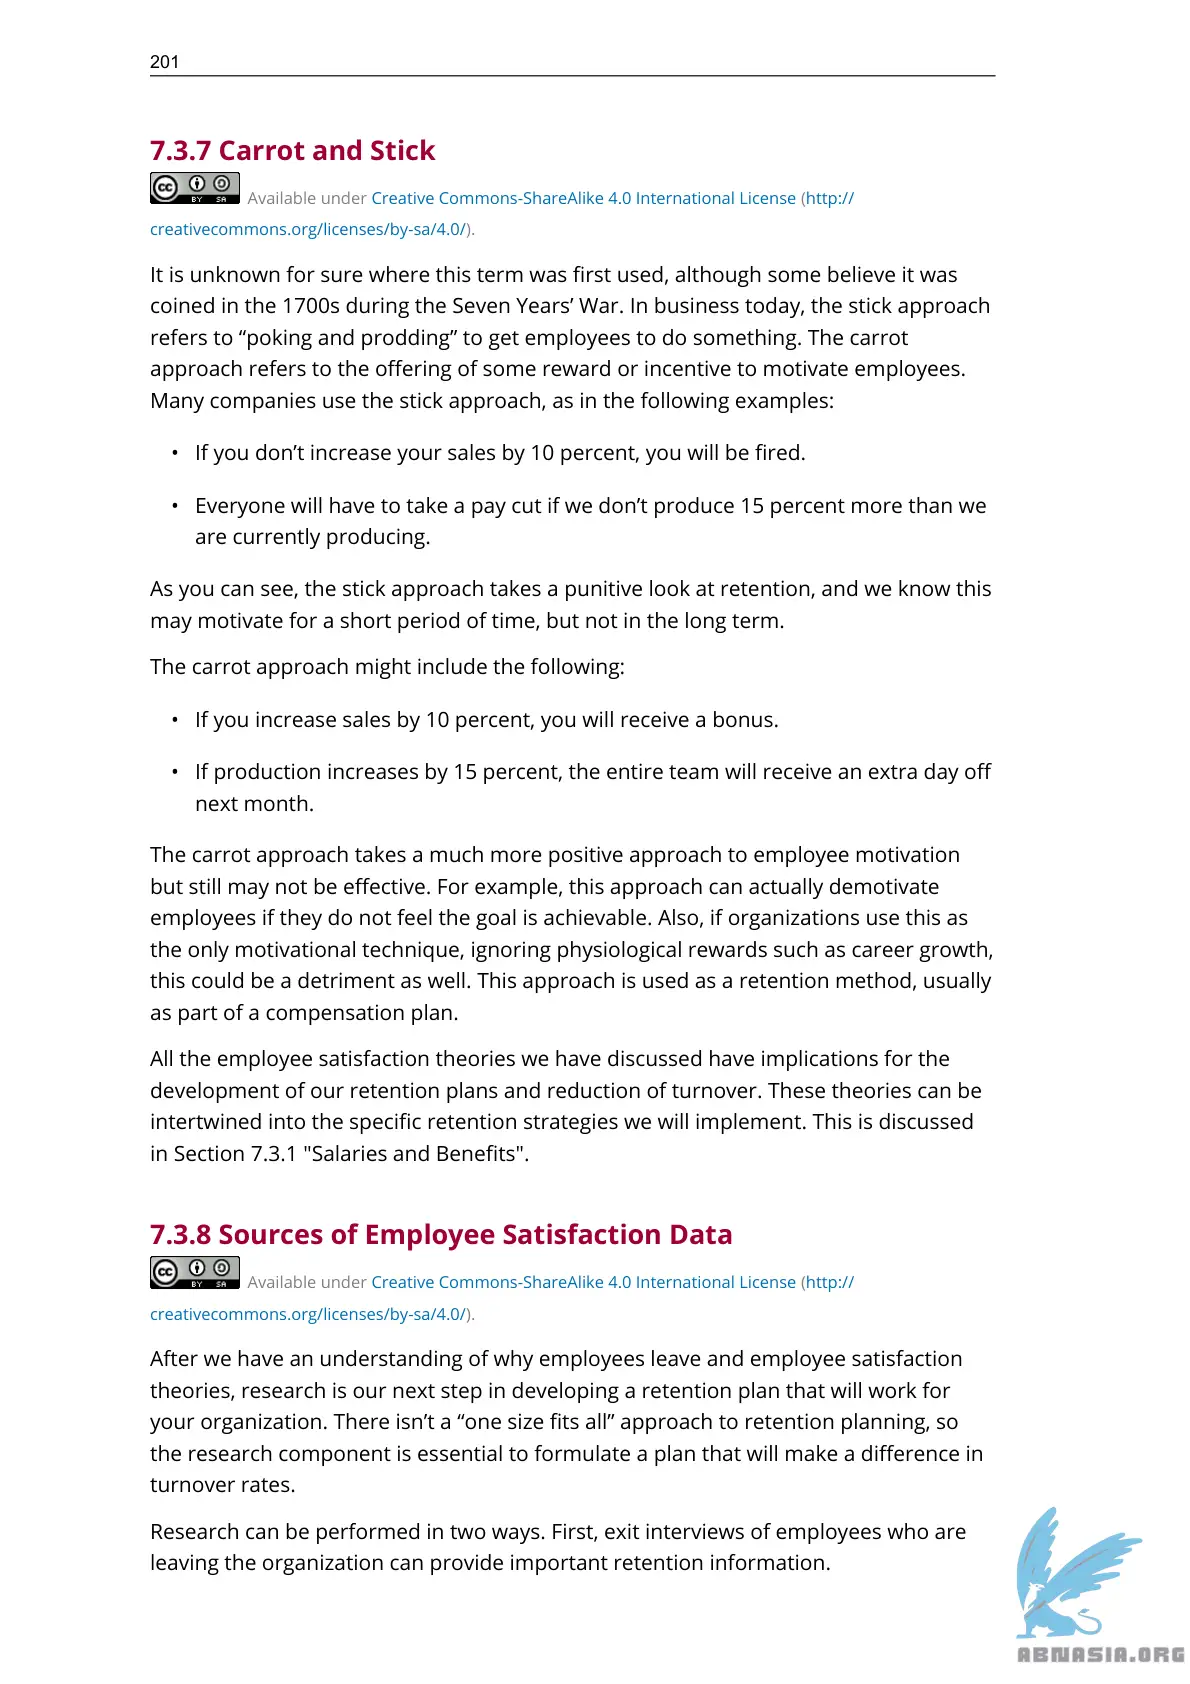 201
7.3.7 Carrot and Stick
cc BY SA Available under Creative Commons-ShareAlike 4.0 International License (http://
creativecommons.org/licenses/by-sa/4.0/).
It is unknown for sure where this term was first used, although some believe it was
coined in the 1700s during the Seven Years’ War. In business today, the stick approach
refers to “poking and prodding” to get employees to do something. The carrot
approach refers to the offering of some reward or incentive to motivate employees.
Many companies use the stick approach, as in the following examples:
• If you don’t increase your sales by 10 percent, you will be fired.
• Everyone will have to take a pay cut if we don’t produce 15 percent more than we
are currently producing.
As you can see, the stick approach takes a punitive look at retention, and we know this
may motivate for a short period of time, but not in the long term.
The carrot approach might include the following:
• If you increase sales by 10 percent, you will receive a bonus.
• If production increases by 15 percent, the entire team will receive an extra day off
next month.
The carrot approach takes a much more positive approach to employee motivation
but still may not be effective. For example, this approach can actually demotivate
employees if they do not feel the goal is achievable. Also, if organizations use this as
the only motivational technique, ignoring physiological rewards such as career growth,
this could be a detriment as well. This approach is used as a retention method, usually
as part of a compensation plan.
All the employee satisfaction theories we have discussed have implications for the
development of our retention plans and reduction of turnover. These theories can be
intertwined into the specific retention strategies we will implement. This is discussed
in Section 7.3.1 "Salaries and Benefits".
7.3.8 Sources of Employee Satisfaction Data
cc BY SA Available under Creative Commons-ShareAlike 4.0 International License (http://
creativecommons.org/licenses/by-sa/4.0/).
After we have an understanding of why employees leave and employee satisfaction
theories, research is our next step in developing a retention plan that will work for
your organization. There isn’t a “one size fits all” approach to retention planning, so
the research component is essential to formulate a plan that will make a difference in
turnover rates.
Research can be performed in two ways. First, exit interviews of employees who are
leaving the organization can provide important retention information.
ABNASIA.ORG